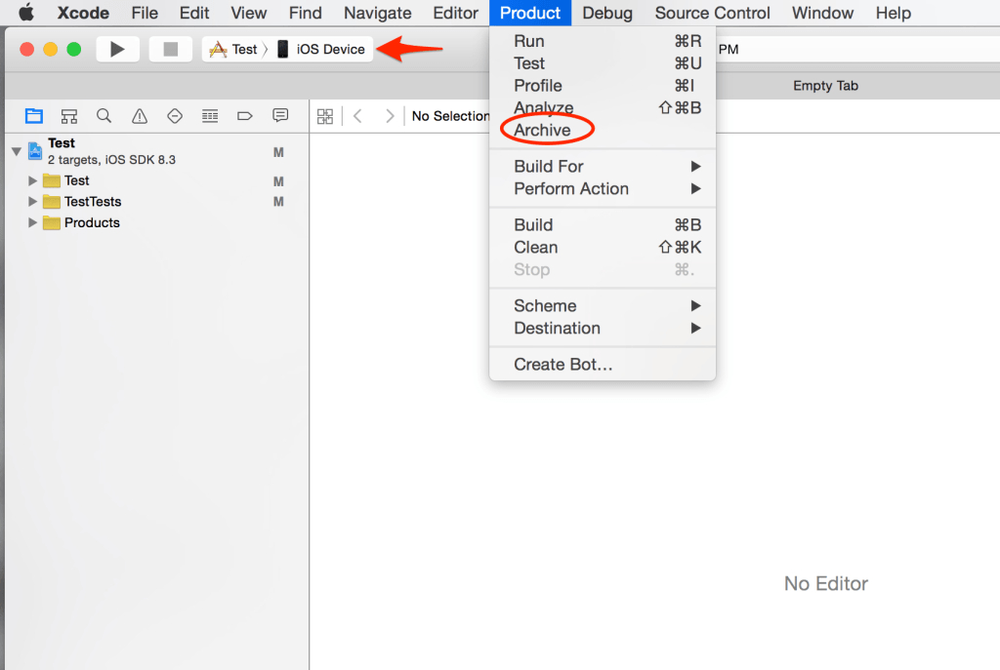 Xcode File Edit View Find Navigate Editor Product Debug Source Control Window Help
Test 〉 iOS Device
PM
Empty Tab
No Selection
Run ⌘R
Test ⌘U
Profile ⌘I
Analyze ⇧⌘B
Archive
Build For ▶
Perform Action ▶
Build ⌘B
Clean ⇧⌘K
Stop ⌘.
Scheme ▶
Destination ▶
Create Bot…
Test M
2 targets, iOS SDK 8.3
Test M
TestTests M
Products
No Editor